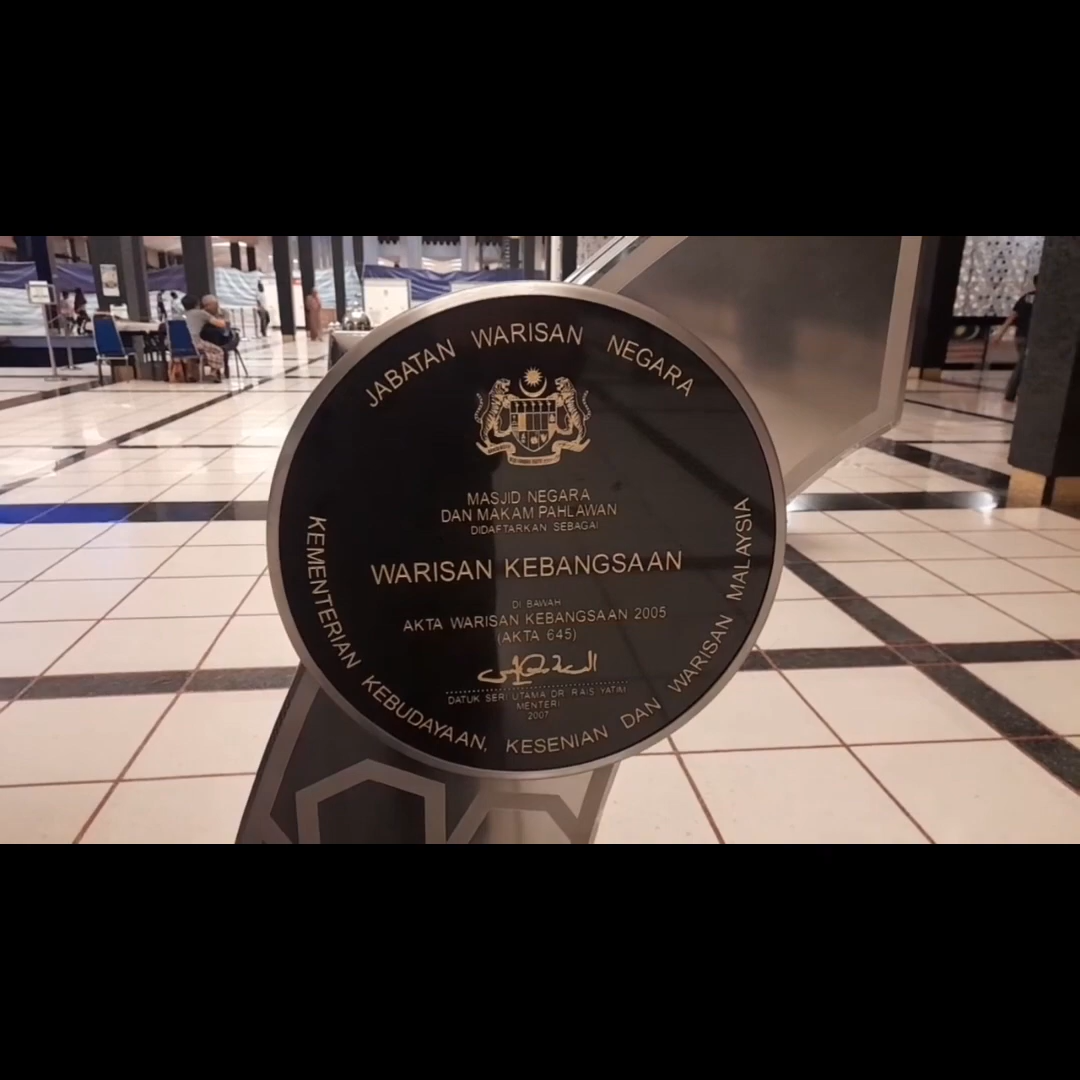 JABATAN WARISAN NEGARA
MASJID NEGARA
DAN MAKAM PAHLAWAN
DIDAFTARKAN SEBAGAI
WARISAN KEBANGSAAN
DI BAWAH
AKTA WARISAN KEBANGSAAN 2005
(AKTA 645)
DATUK SERI UTAMA DR. RAIS YATIM
MENTERI
2007
KEMENTERIAN KEBUDAYAAN, KESENIAN DAN WARISAN MALAYSIA